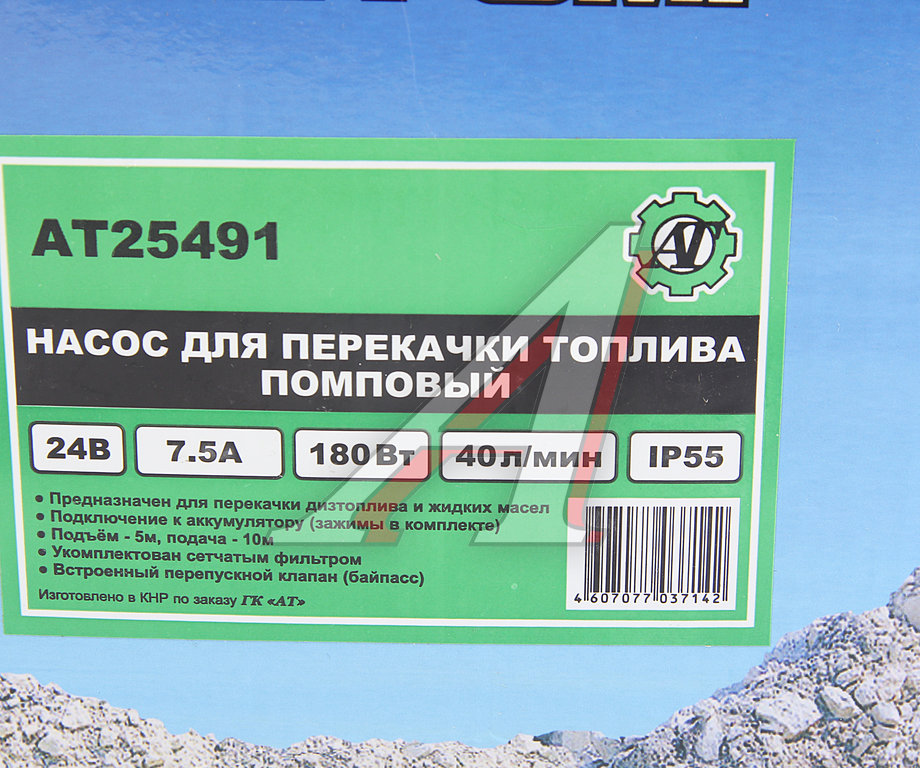 АТ25491
АТ
НАСОС ДЛЯ ПЕРЕКАЧКИ ТОПЛИВА
ПОМПОВЫЙ
24В 7.5А 180Вт 40л/мин IP55
• Предназначен для перекачки дизтоплива и жидких масел
• Подключение к аккумулятору (зажимы в комплекте)
• Подъём - 5м, подача - 10м
• Укомплектован сетчатым фильтром
• Встроенный перепускной клапан (байпасс)
Изготовлено в КНР по заказу ГК «АТ»
4 607077 037142